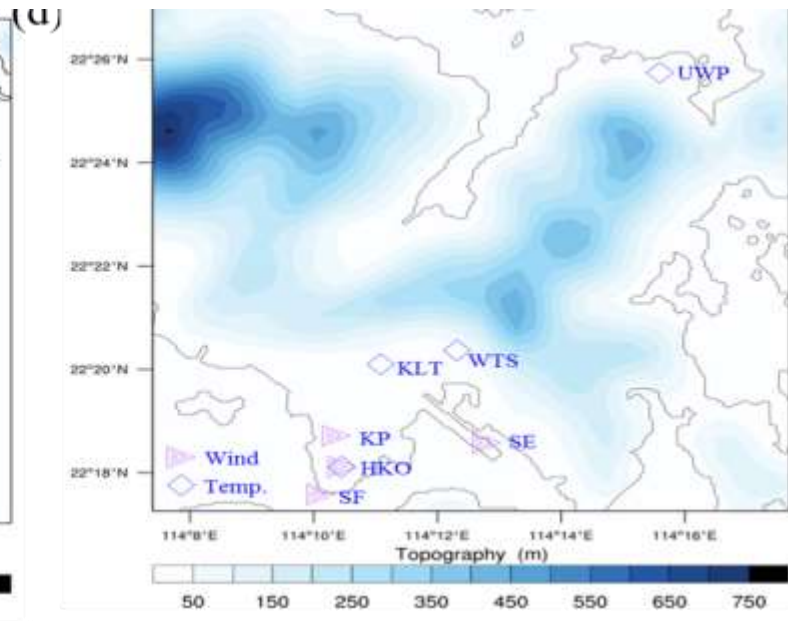 (d)
22°26'N
UWP
22°24'N
22°22'N
22°20'N
KLT
WTS
KP
SE
Wind
HKO
22°18'N
Temp.
SF
114°8'E 114°10'E 114°12'E 114°14'E 114°16'E
Topography (m)
50 150 250 350 450 550 650 750